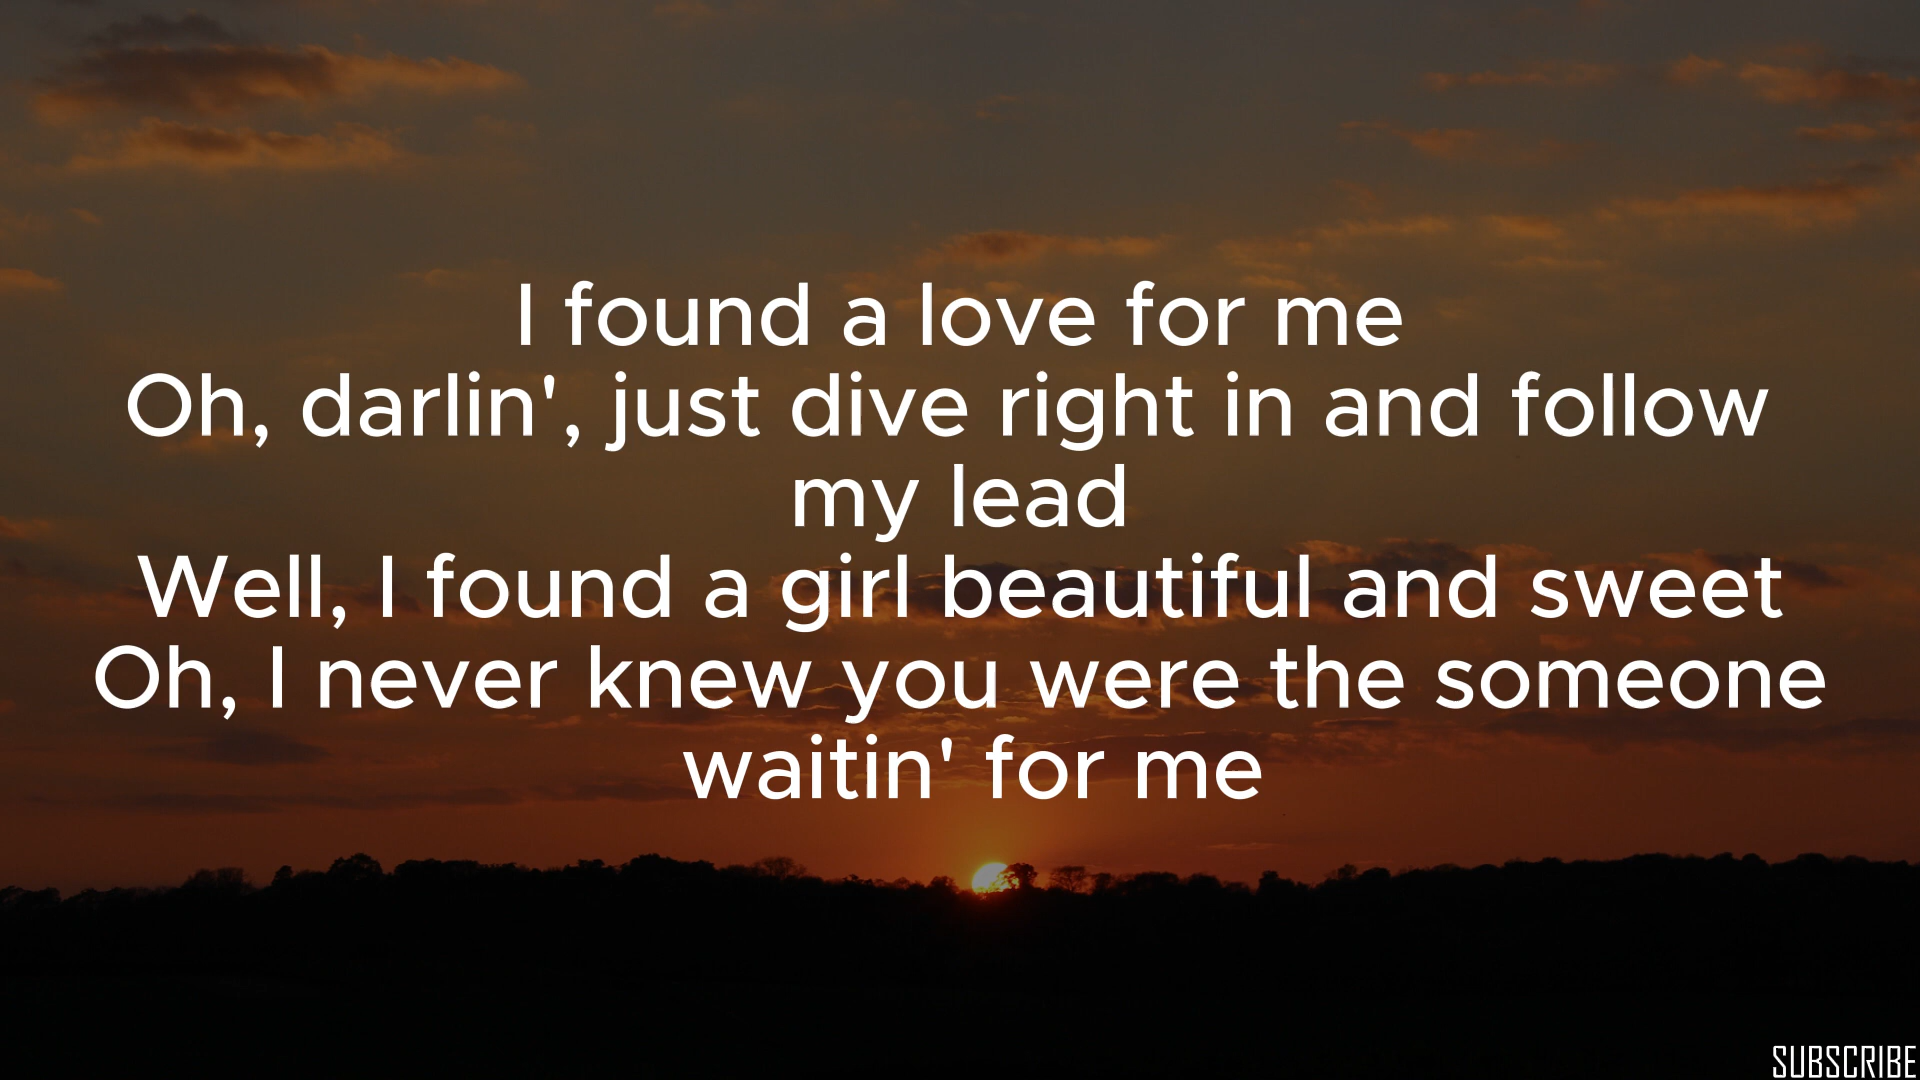 I found a love for me
Oh, darlin', just dive right in and follow
my lead
Well, I found a girl beautiful and sweet
Oh, I never knew you were the someone
waitin' for me
SUBSCRIBE